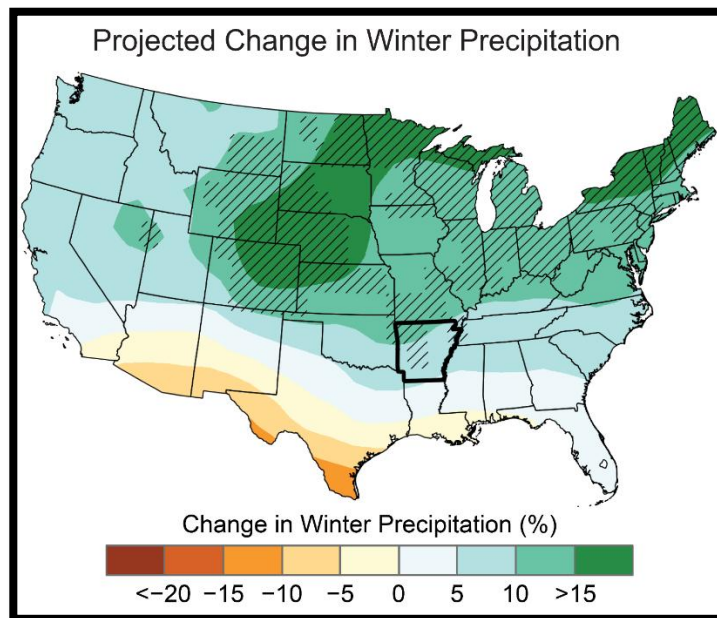 Projected Change in Winter Precipitation
Change in Winter Precipitation (%)
<−20 −15 −10 −5 0 5 10 >15